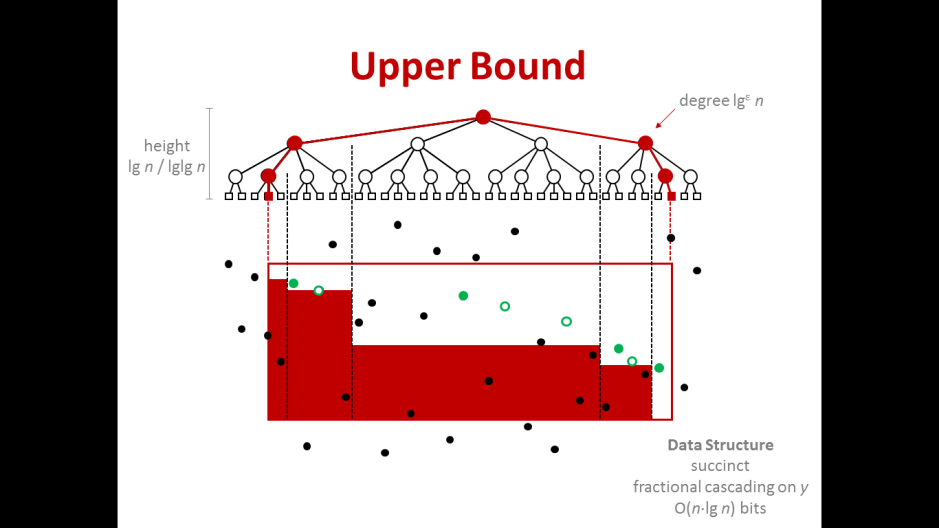 Upper Bound
degree lgᵋ n
height
lg n / lglg n
Data Structure
succinct
fractional cascading on y
O(n·lg n) bits